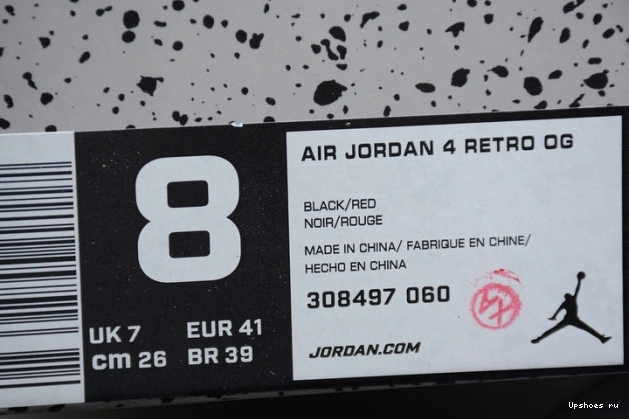 8
UK 7 EUR 41
cm 26 BR 39
AIR JORDAN 4 RETRO OG
BLACK/RED
NOIR/ROUGE
MADE IN CHINA/ FABRIQUE EN CHINE/
HECHO EN CHINA
308497 060
JORDAN.COM
Upshoes ru